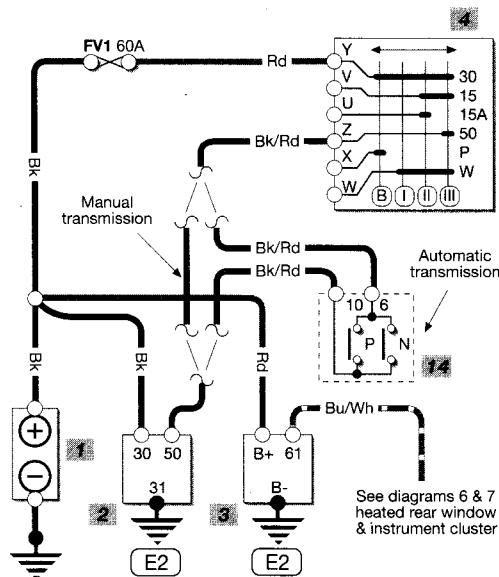 4
FV1 60A
Rd
Y
V
U
Z
X
W
30
15
15A
50
P
W
B I II III
Bk/Rd
Bk
Manual
transmission
Bk/Rd
Bk/Rd
Automatic
transmission
10 6
P N
14
Bk
Bk
Rd
Bu/Wh
+
−
1
30 50
31
2
E2
B+ 61
B-
3
E2
See diagrams 6 & 7
heated rear window
& instrument cluster